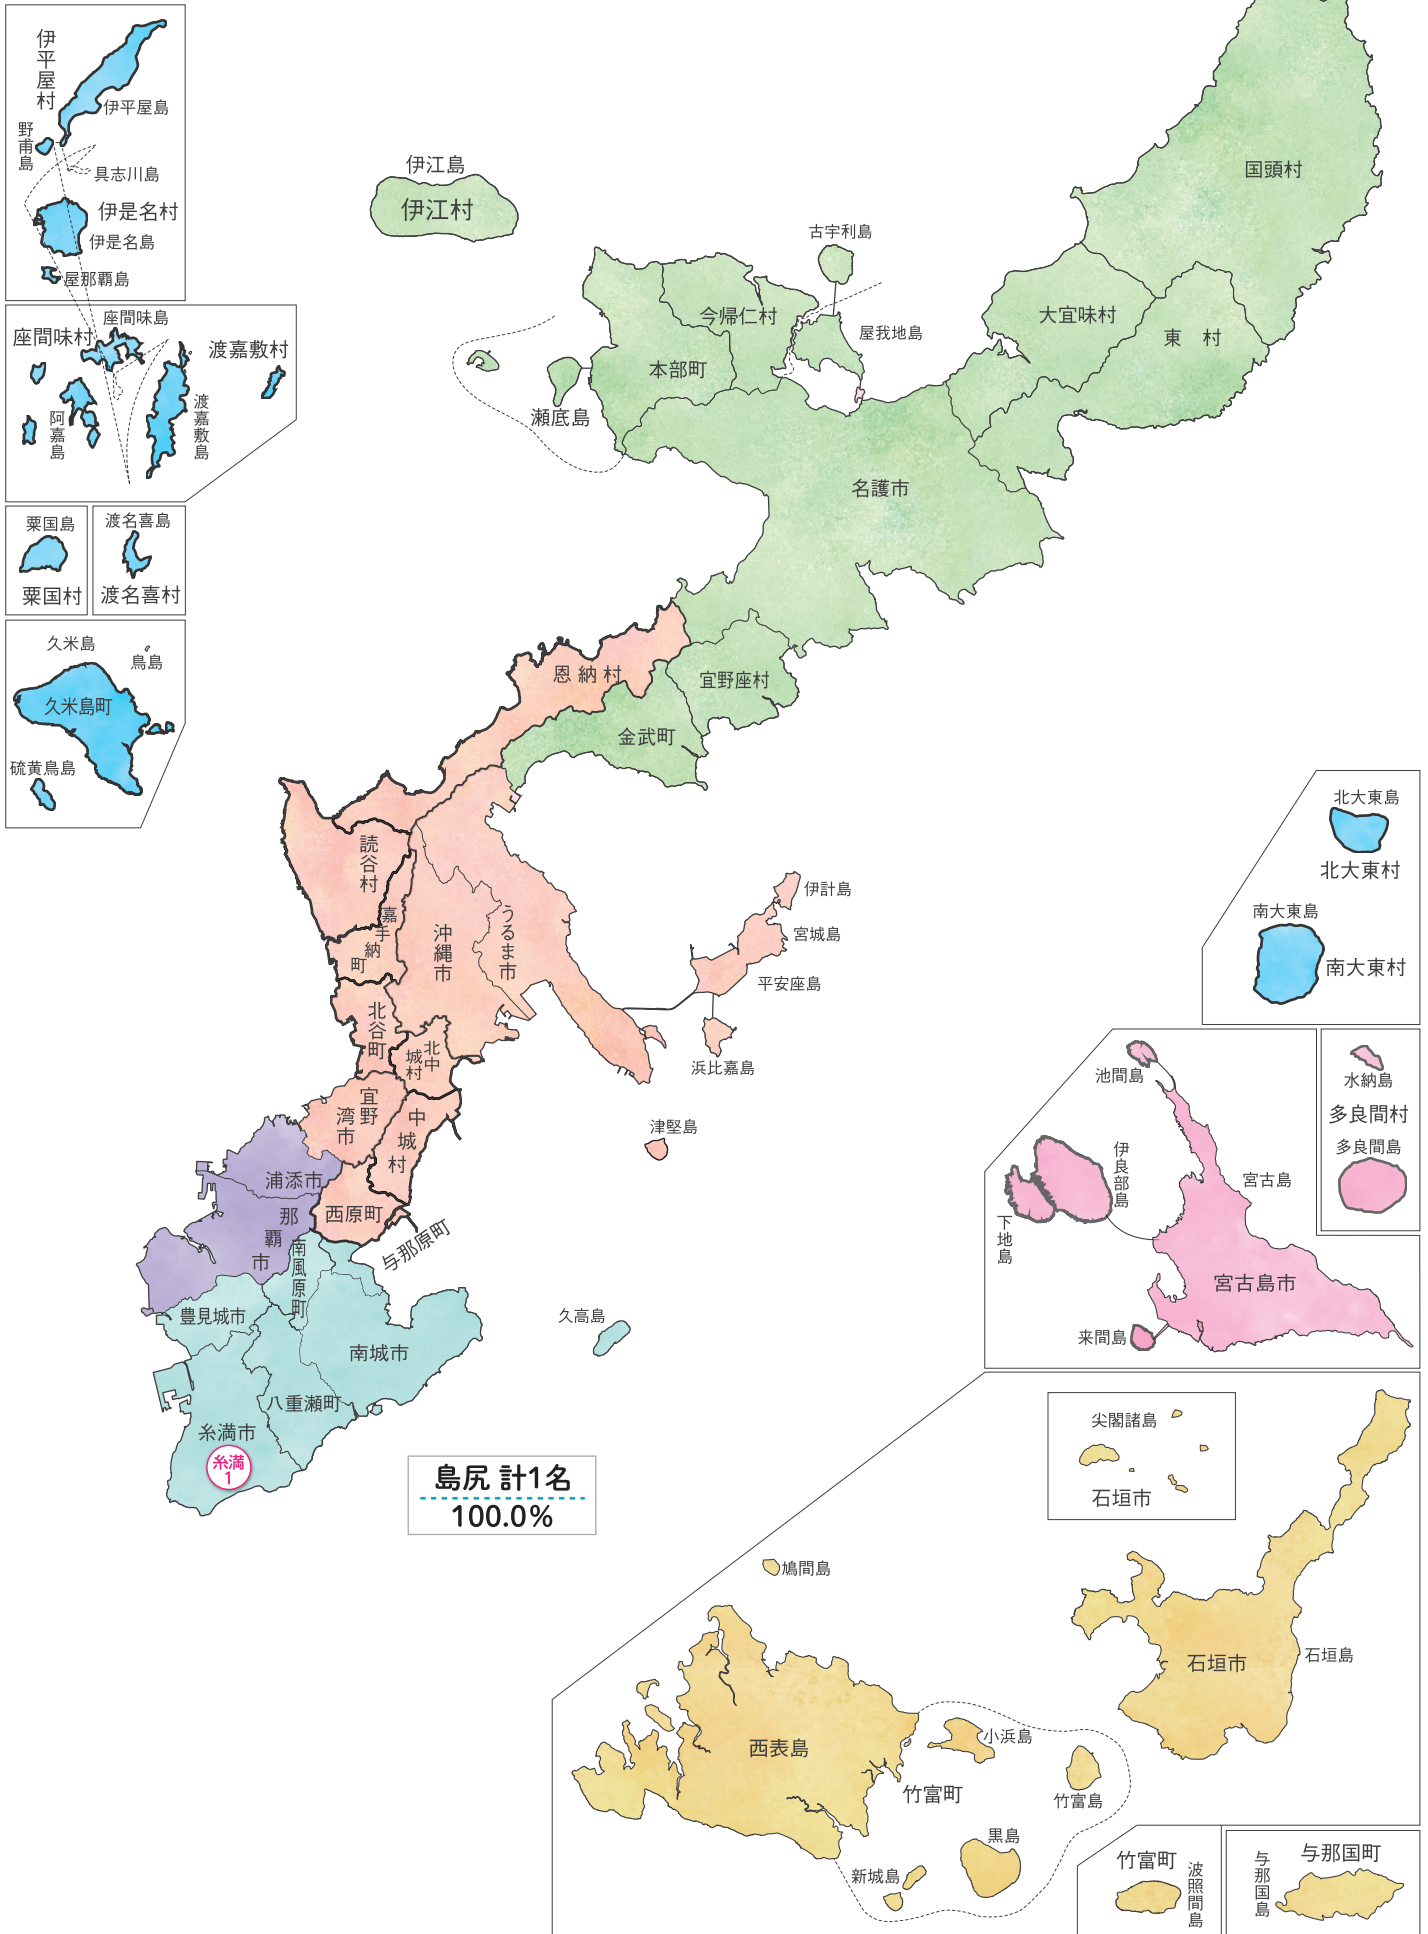 伊平屋村
伊平屋島
野甫島
具志川島
伊是名村
伊是名島
屋那覇島
座間味島
座間味村
渡嘉敷村
阿嘉島
渡嘉敷島
粟国島
粟国村
渡名喜島
渡名喜村
久米島
鳥島
久米島町
硫黄鳥島
伊江島
伊江村
古宇利島
国頭村
今帰仁村
屋我地島
大宜味村
東 村
本部町
瀬底島
名護市
恩納村
宜野座村
金武町
読谷村
嘉手納町
沖縄市
うるま市
伊計島
宮城島
平安座島
浜比嘉島
津堅島
北谷町
北中
城村
宜野
湾市
中城村
浦添市
西原町
那覇市
与那原町
南風原町
豊見城市
南城市
久高島
八重瀬町
糸満市
糸満
1
島尻 計1名
100.0%
北大東島
北大東村
南大東島
南大東村
池間島
伊良部島
下地島
宮古島
宮古島市
来間島
水納島
多良間村
多良間島
尖閣諸島
石垣市
石垣市
石垣島
鳩間島
西表島
小浜島
竹富町
竹富島
黒島
新城島
竹富町
波照間島
与那国町
与那国島